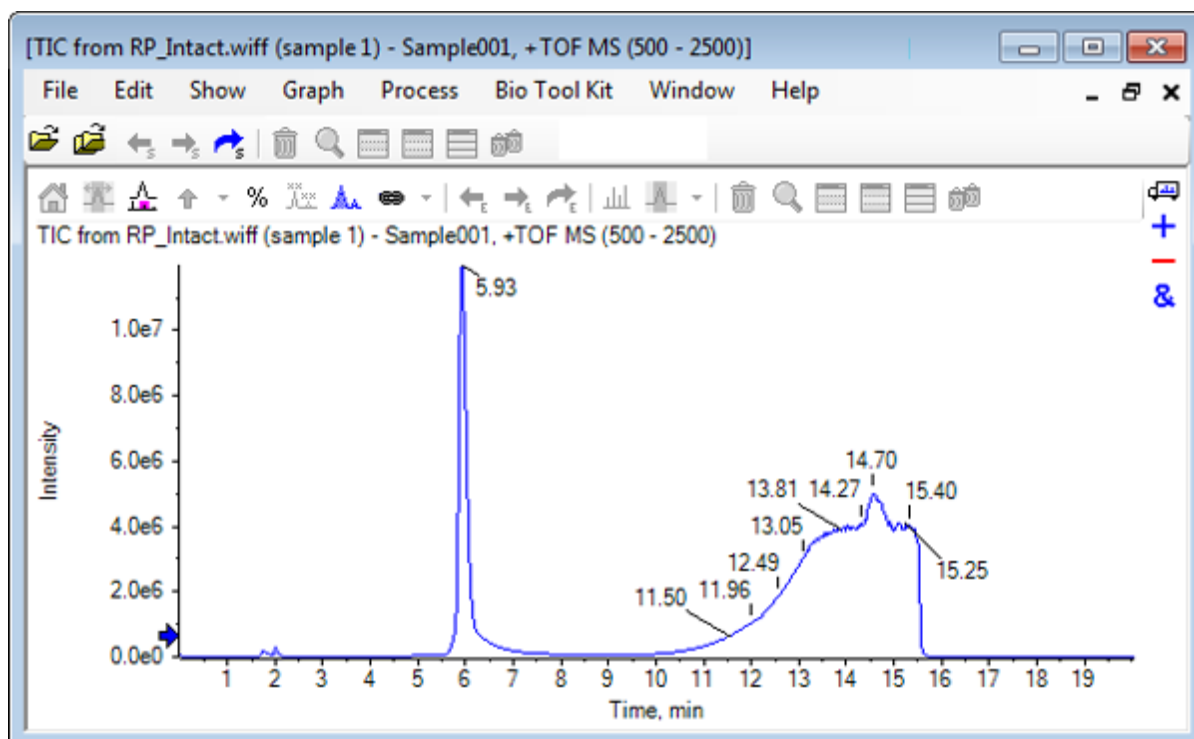 [TIC from RP_Intact.wiff (sample 1) - Sample001, +TOF MS (500 - 2500)]
File Edit Show Graph Process Bio Tool Kit Window Help
S S S
% E E E
TIC from RP_Intact.wiff (sample 1) - Sample001, +TOF MS (500 - 2500)
+
&
5.93
1.0e7
8.0e6
6.0e6
4.0e6
2.0e6
0.0e0
Intensity
14.70
13.81 14.27 15.40
13.05
12.49
11.50 11.96 15.25
1 2 3 4 5 6 7 8 9 10 11 12 13 14 15 16 17 18 19
Time, min